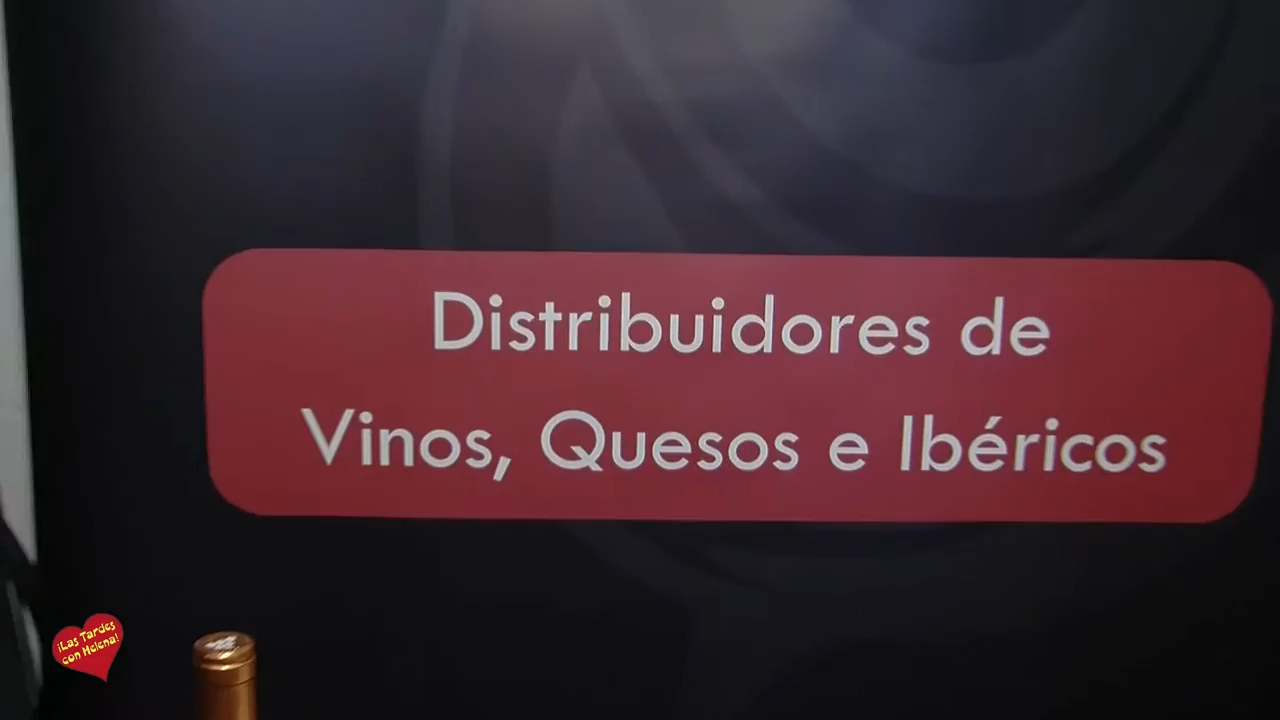 Distribuidores de
Vinos, Quesos e Ibéricos
¡Las Tardes
con Helena!